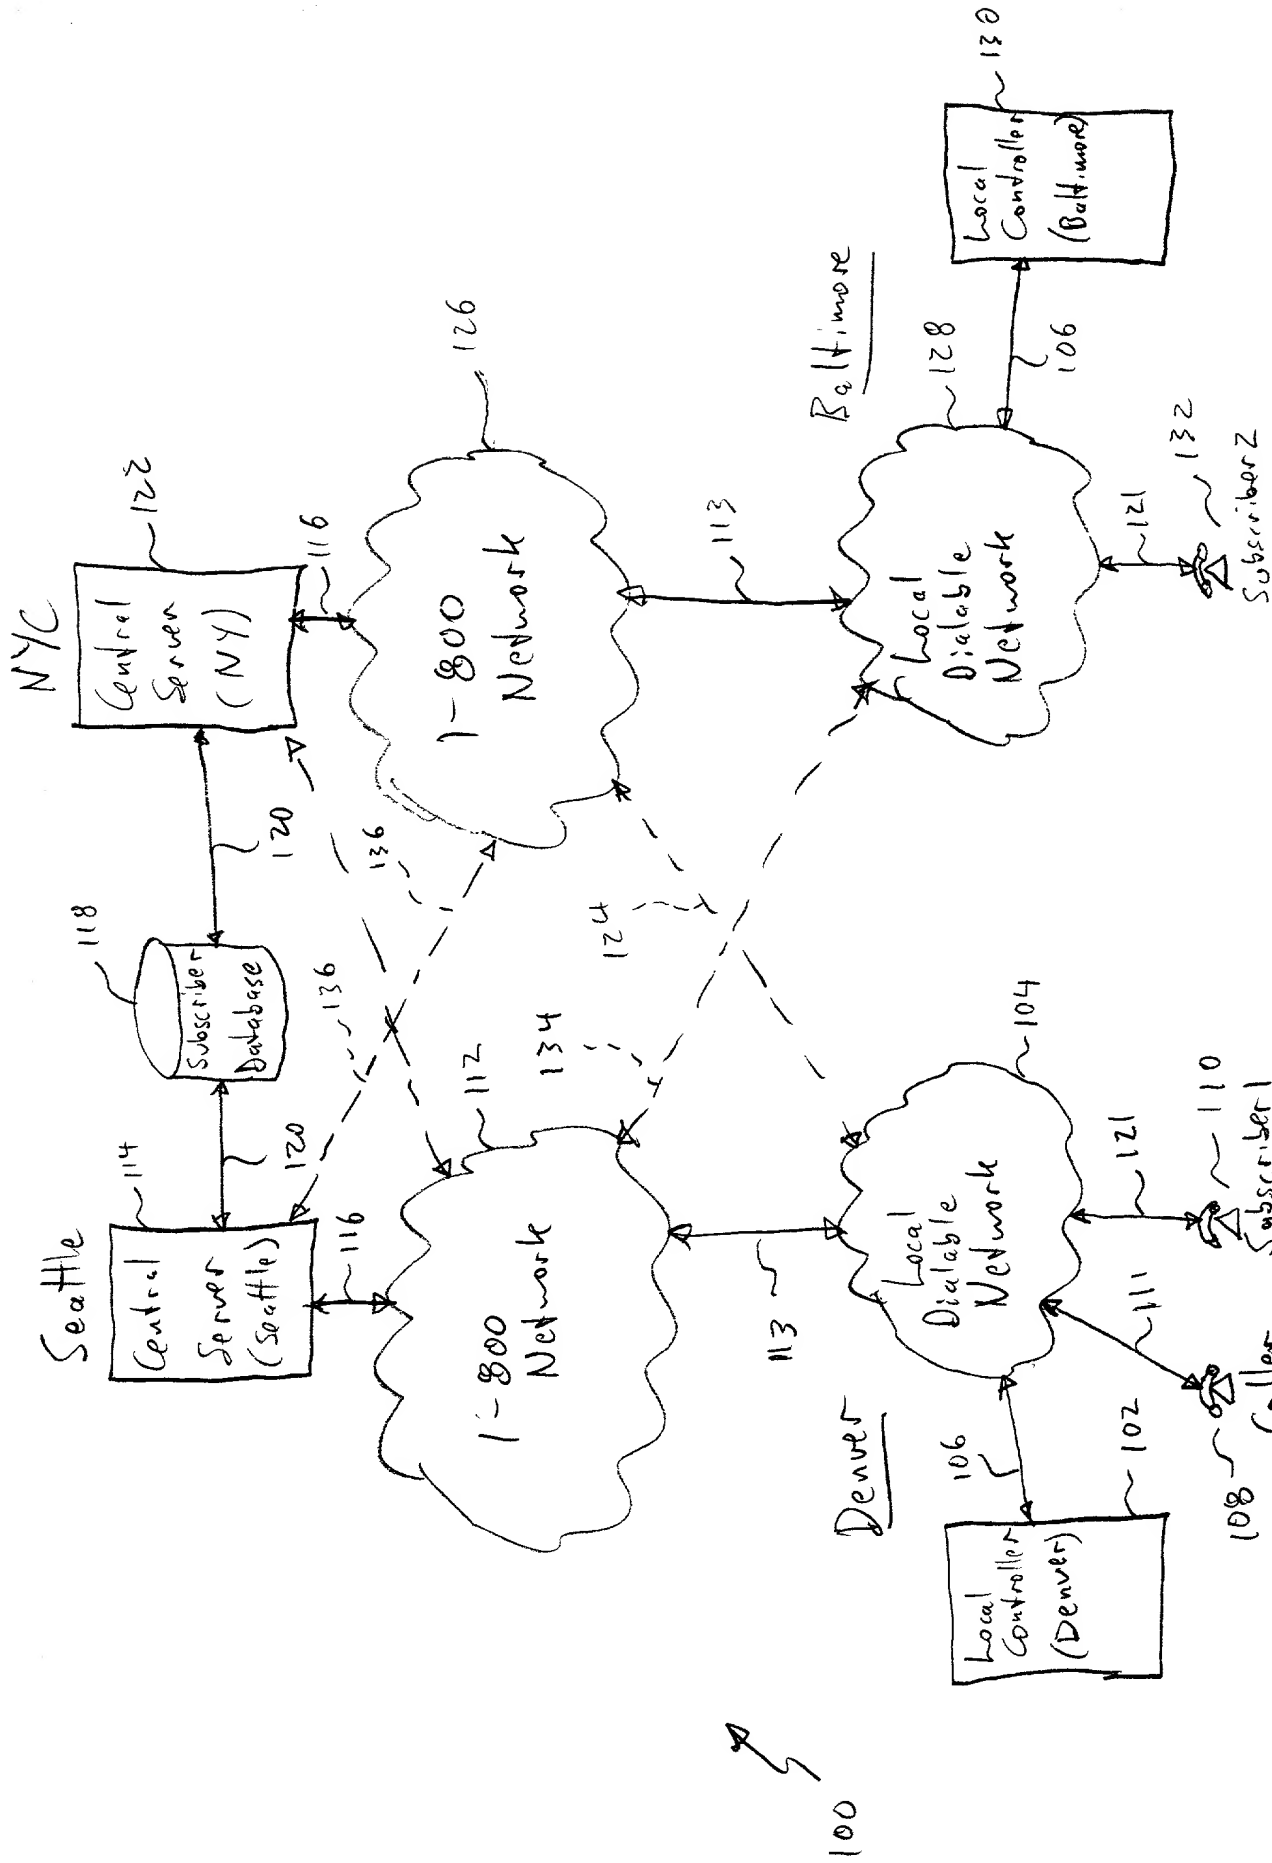 Seattle
NYC
114
Central
Server
(Seattle)
118
Subscriber
Database
120
120
122
Central
Server
(NY)
116
116
136
136
112
1-800
Network
126
1-800
Network
134
124
113
113
Denver
Baltimore
Local
Dialable
Network
104
Local
Dialable
Network
128
106
106
Local
Controller
(Denver)
102
Local
Controller
(Baltimore)
130
111
121
121
108
Caller
110
Subscriber 1
132
Subscriber 2
100